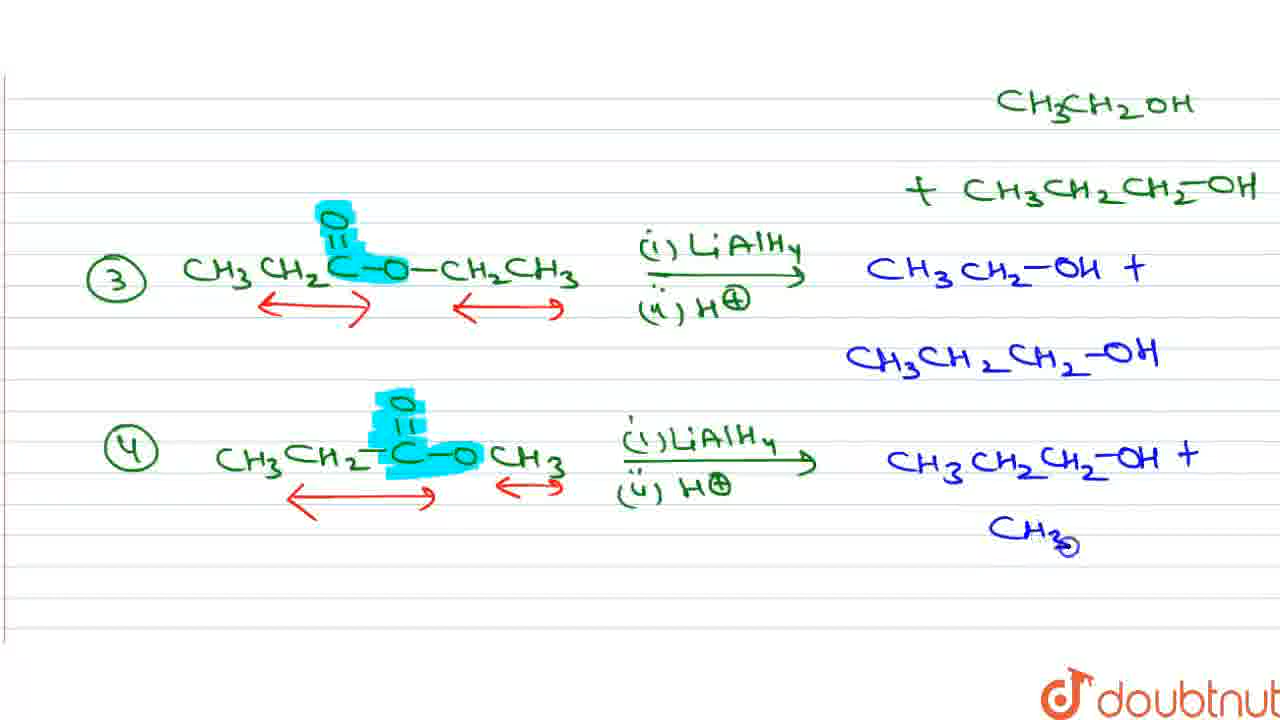 CH3CH2OH
+ CH3CH2CH2-OH
O
||
③ CH3CH2C-O-CH2CH3 (i) LiAlH4 (ii) H⊕ CH3CH2-OH +
CH3CH2CH2-OH
O
||
④ CH3CH2-C-OCH3 (i) LiAlH4 (ii) H⊕ CH3CH2CH2-OH +
CH3
doubtnut